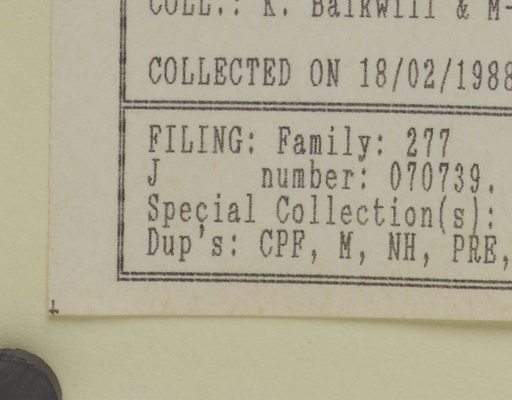 COLL.: K. Balkwill & M-
COLLECTED ON 18/02/1988
FILING: Family: 277
J number: 070739.
Special Collection(s):
Dup's: CPF, M, NH, PRE,